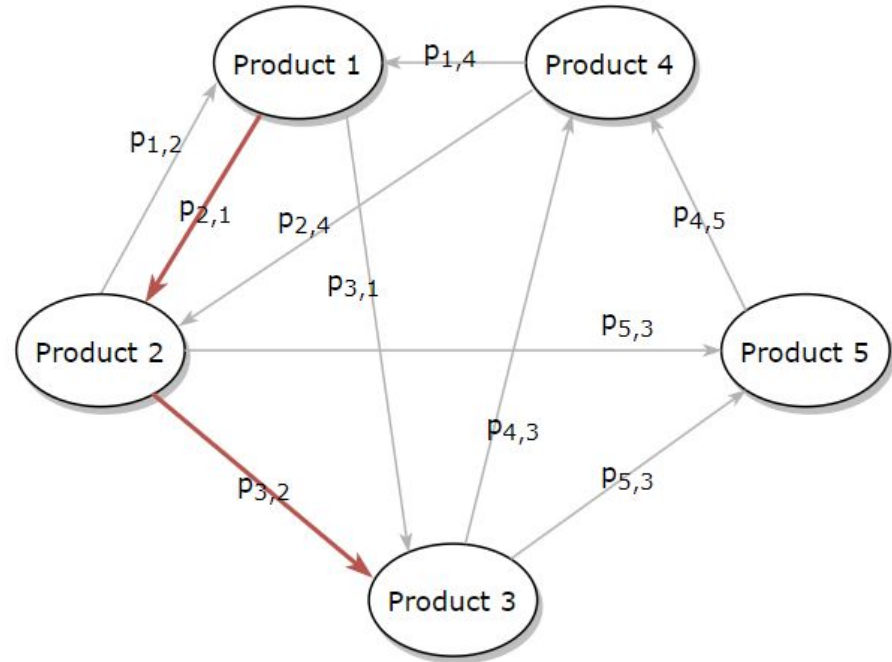 Product 1
p1,4
Product 4
p1,2
p2,1
p2,4
p4,5
p3,1
p5,3
Product 2
Product 5
p4,3
p3,2
p5,3
Product 3